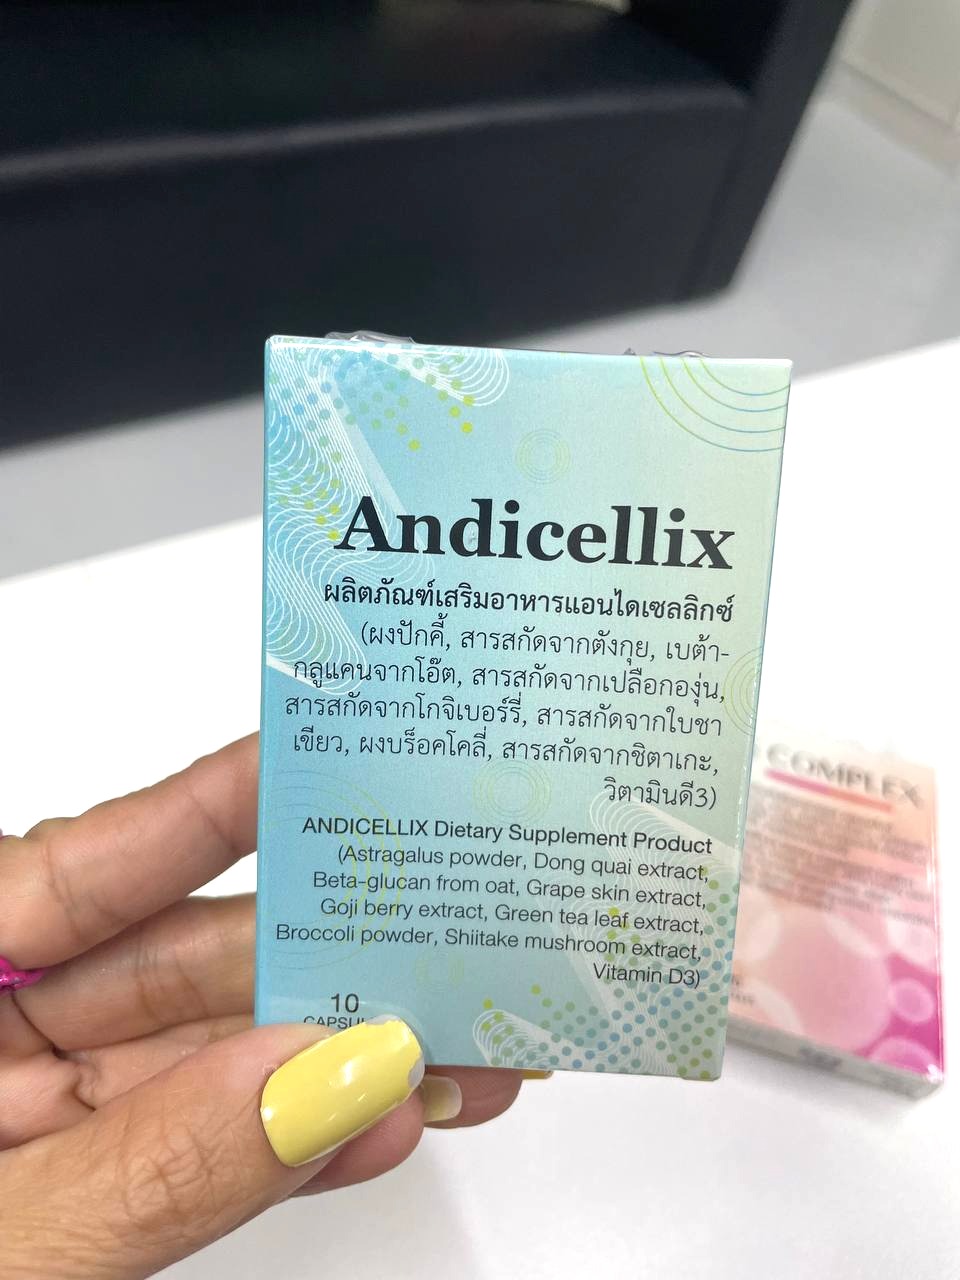 Andicellix
ผลิตภัณฑ์เสริมอาหารแอนไดเซลลิกซ์
(ผงปักคี้, สารสกัดจากตังกุย, เบต้า-
กลูแคนจากโอ๊ต, สารสกัดจากเปลือกองุ่น,
สารสกัดจากโกจิเบอร์รี่, สารสกัดจากใบชา
เขียว, ผงบร็อคโคลี่, สารสกัดจากชิตาเกะ,
วิตามินดี3)
ANDICELLIX Dietary Supplement Product
(Astragalus powder, Dong quai extract,
Beta-glucan from oat, Grape skin extract,
Goji berry extract, Green tea leaf extract,
Broccoli powder, Shiitake mushroom extract,
Vitamin D3)
10
COMPLEX